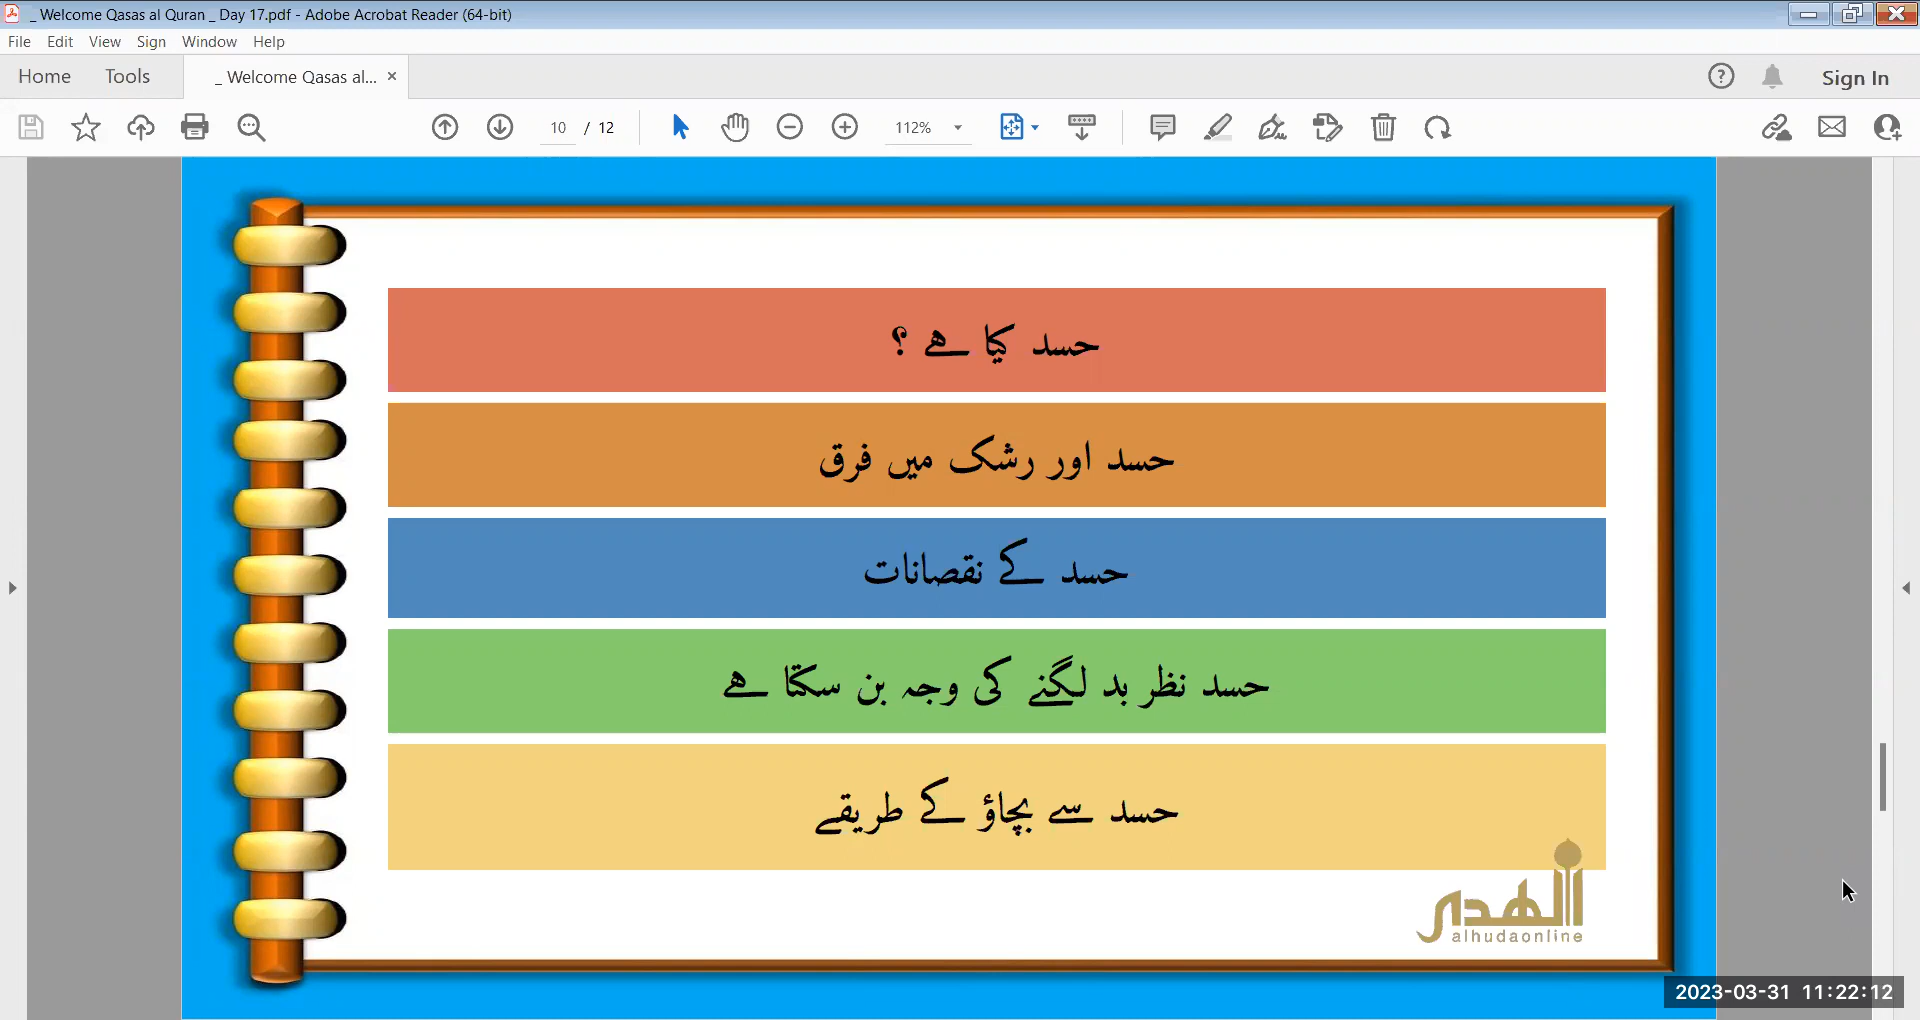 _ Welcome Qasas al Quran _ Day 17.pdf - Adobe Acrobat Reader (64-bit)
File Edit View Sign Window Help
Home Tools _ Welcome Qasas al... × ? Sign In
10 / 12 112%
حسد کیا ہے ؟
حسد اور رشک میں فرق
حسد کے نقصانات
حسد نظر بد لگنے کی وجہ بن سکتا ہے
حسد سے بچاؤ کے طریقے
الهدى
alhudaonline
2023-03-31 11:22:12